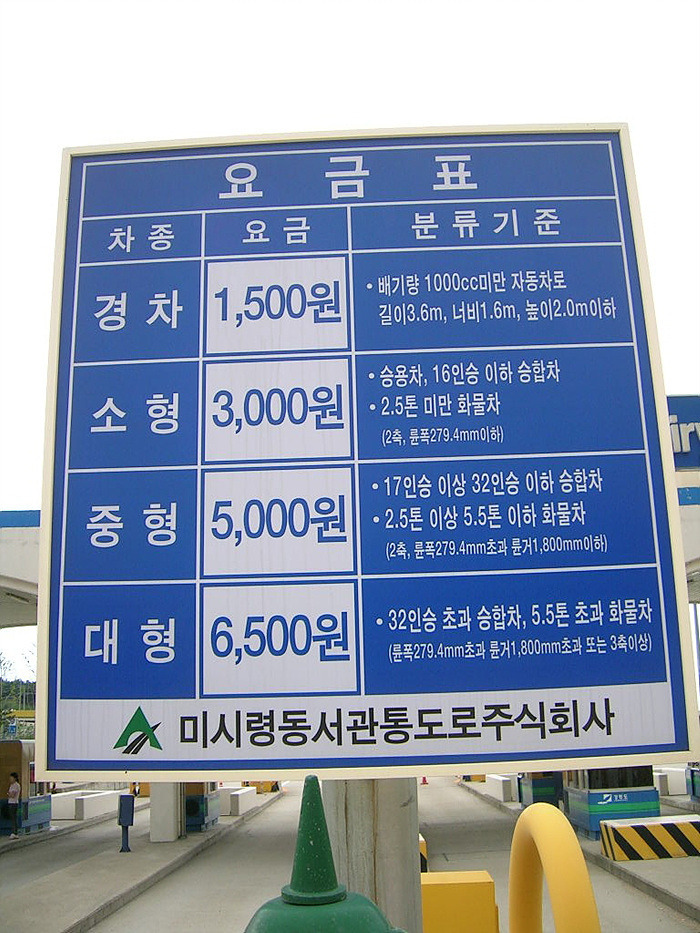 요 금 표
차 종 요 금 분 류 기 준
경 차 1,500원
• 배기량 1000cc미만 자동차로
길이3.6m, 너비1.6m, 높이2.0m이하
소 형 3,000원
• 승용차, 16인승 이하 승합차
• 2.5톤 미만 화물차
(2축, 륜폭279.4mm이하)
중 형 5,000원
• 17인승 이상 32인승 이하 승합차
• 2.5톤 이상 5.5톤 이하 화물차
(2축, 륜폭279.4mm초과 륜거1,800mm이하)
대 형 6,500원
• 32인승 초과 승합차, 5.5톤 초과 화물차
(륜폭279.4mm초과 륜거1,800mm초과 또는 3축이상)
미시령동서관통도로주식회사